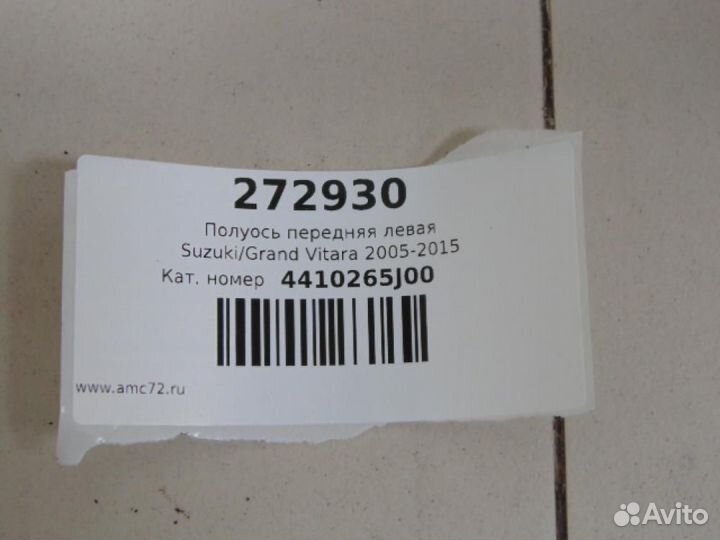 272930
Полуось передняя левая
Suzuki/Grand Vitara 2005-2015
Кат. номер 4410265J00
www.amc72.ru
Avito